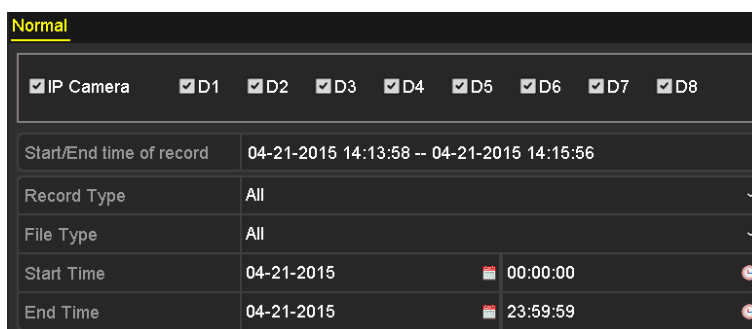 Normal
IP Camera D1 D2 D3 D4 D5 D6 D7 D8
Start/End time of record 04-21-2015 14:13:58 -- 04-21-2015 14:15:56
Record Type All
File Type All
Start Time 04-21-2015 00:00:00
End Time 04-21-2015 23:59:59